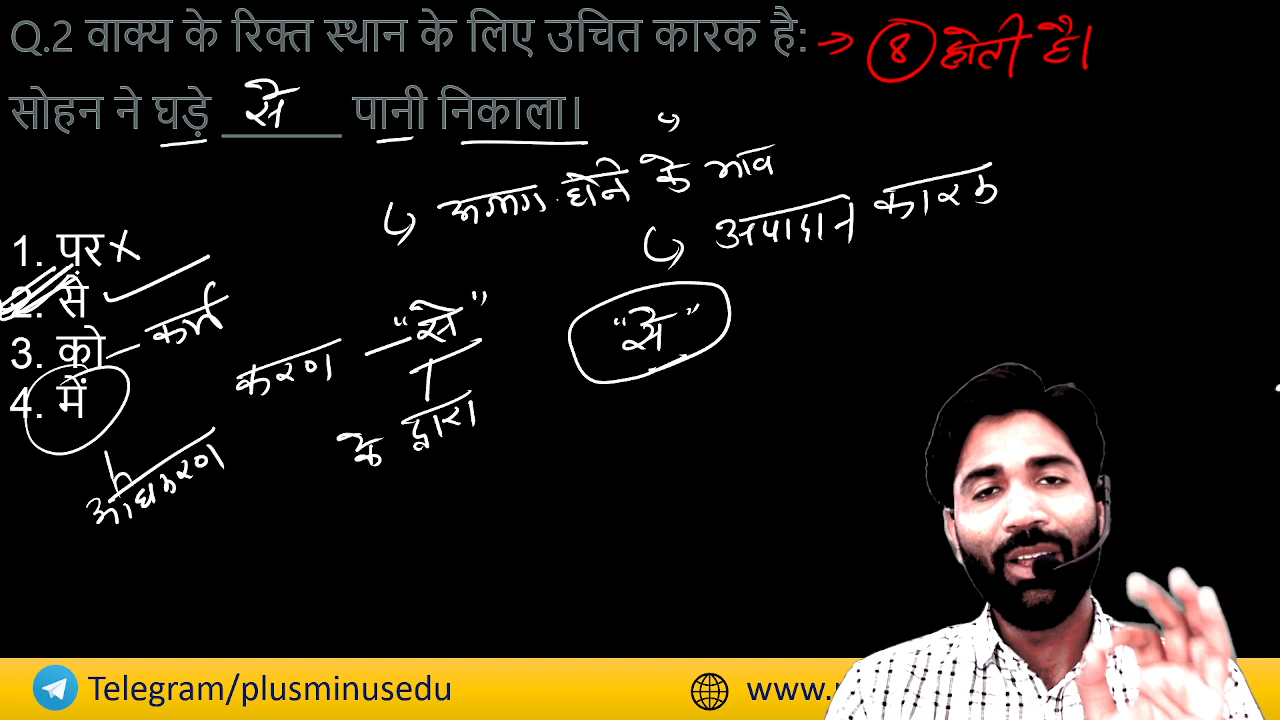 Q.2 वाक्य के रिक्त स्थान के लिए उचित कारक है: → 8 होती है।
सोहन ने घड़े से पानी निकाला।
अलग होने के भाव
अपादान कारक
1. पर ×
2. से ✓
3. को – कर्म
4. में
अधिकरण
करण – "से"
के द्वारा
"से"
Telegram/plusminusedu
www.